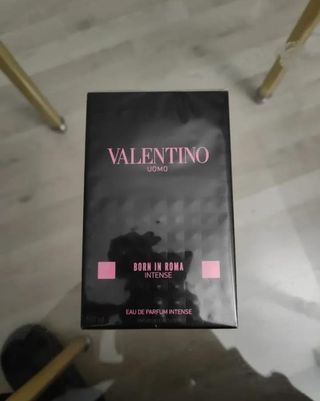 VALENTINO
UOMO
BORN IN ROMA
INTENSE
EAU DE PARFUM INTENSE